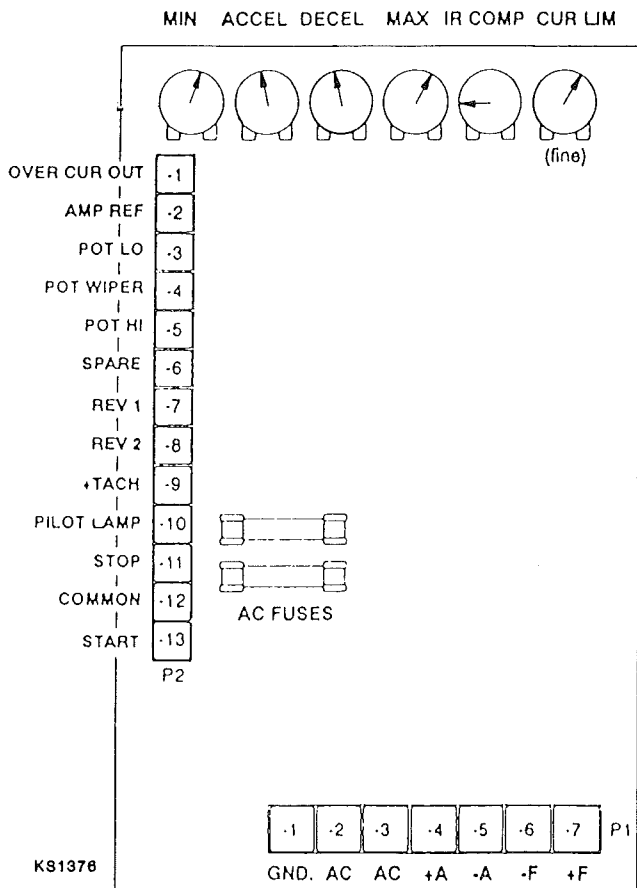 MIN ACCEL DECEL MAX IR COMP CUR LIM
(fine)
OVER CUR OUT -1
AMP REF -2
POT LO -3
POT WIPER -4
POT HI -5
SPARE -6
REV 1 -7
REV 2 -8
+TACH -9
PILOT LAMP -10
STOP -11
COMMON -12
START -13
P2
AC FUSES
-1 -2 -3 -4 -5 -6 -7 P1
GND. AC AC +A -A -F +F
KS1376